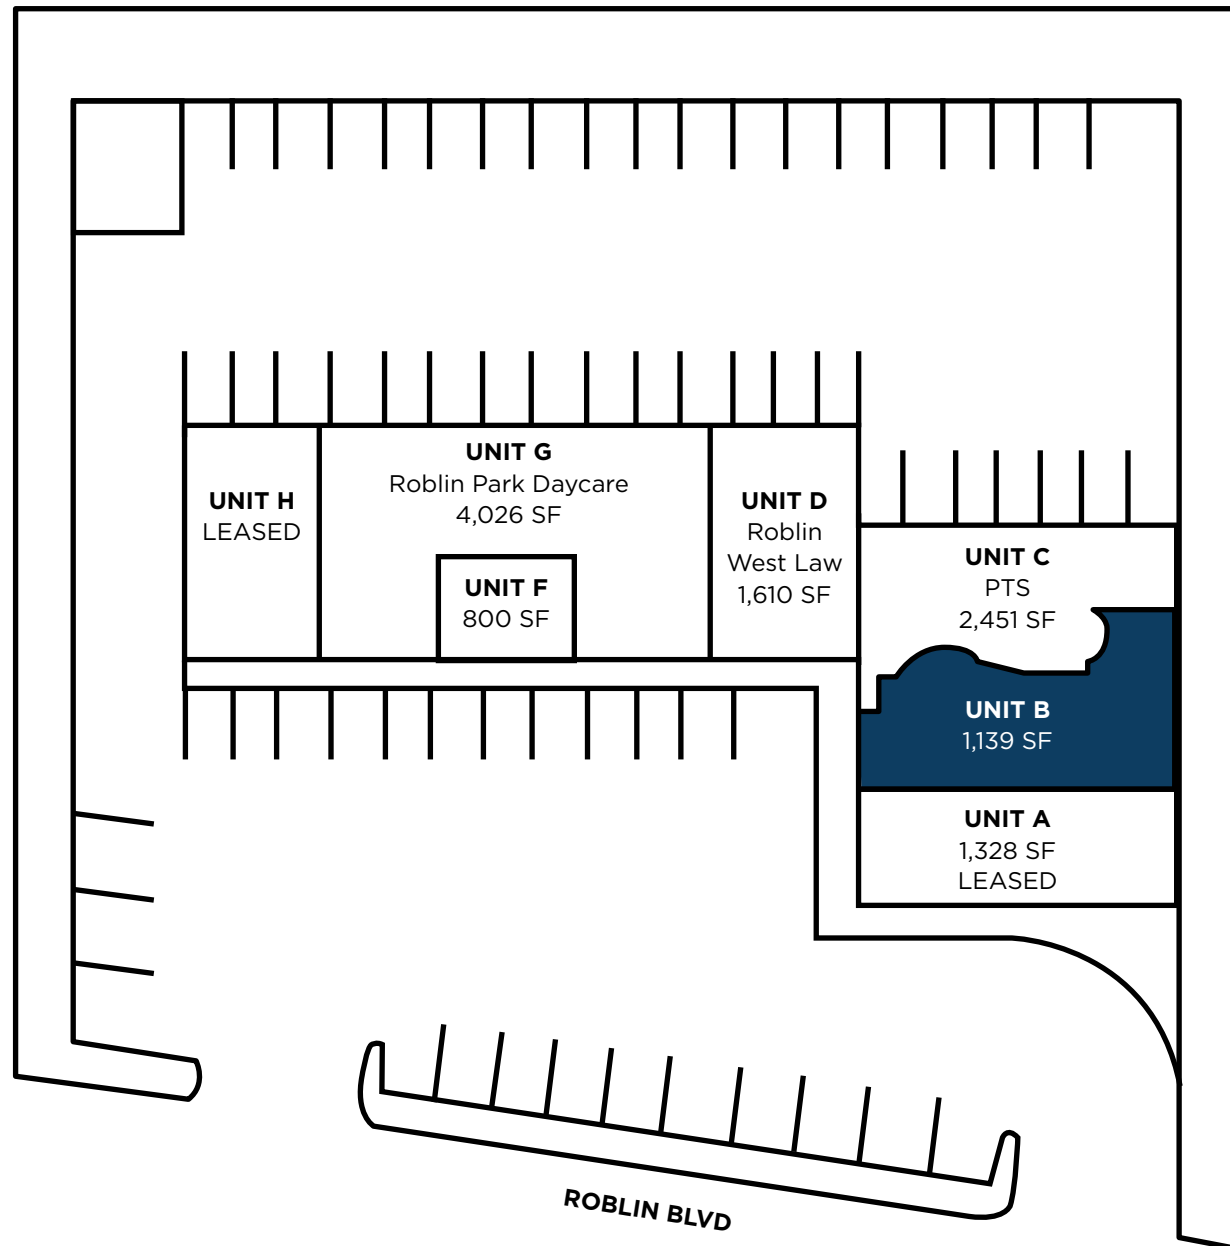 UNIT G
Roblin Park Daycare
4,026 SF
UNIT H
LEASED
UNIT D
Roblin
West Law
1,610 SF
UNIT F
800 SF
UNIT C
PTS
2,451 SF
UNIT B
1,139 SF
UNIT A
1,328 SF
LEASED
ROBLIN BLVD